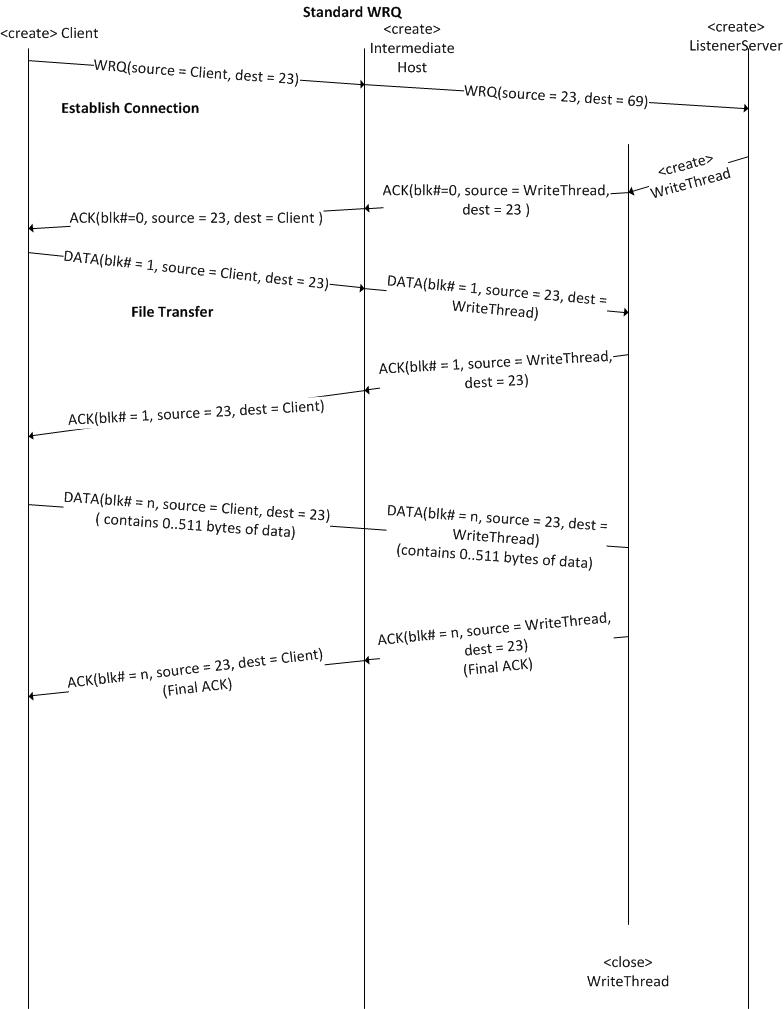 Standard WRQ
<create> Client
<create>
Intermediate
Host
<create>
ListenerServer
WRQ(source = Client, dest = 23)
WRQ(source = 23, dest = 69)
Establish Connection
<create>
WriteThread
ACK(blk#=0, source = WriteThread,
dest = 23 )
ACK(blk#=0, source = 23, dest = Client )
DATA(blk# = 1, source = Client, dest = 23)
DATA(blk# = 1, source = 23, dest =
WriteThread)
File Transfer
ACK(blk# = 1, source = WriteThread,
dest = 23)
ACK(blk# = 1, source = 23, dest = Client)
DATA(blk# = n, source = Client, dest = 23)
( contains 0..511 bytes of data)
DATA(blk# = n, source = 23, dest =
WriteThread)
(contains 0..511 bytes of data)
ACK(blk# = n, source = WriteThread,
dest = 23)
(Final ACK)
ACK(blk# = n, source = 23, dest = Client)
(Final ACK)
<close>
WriteThread